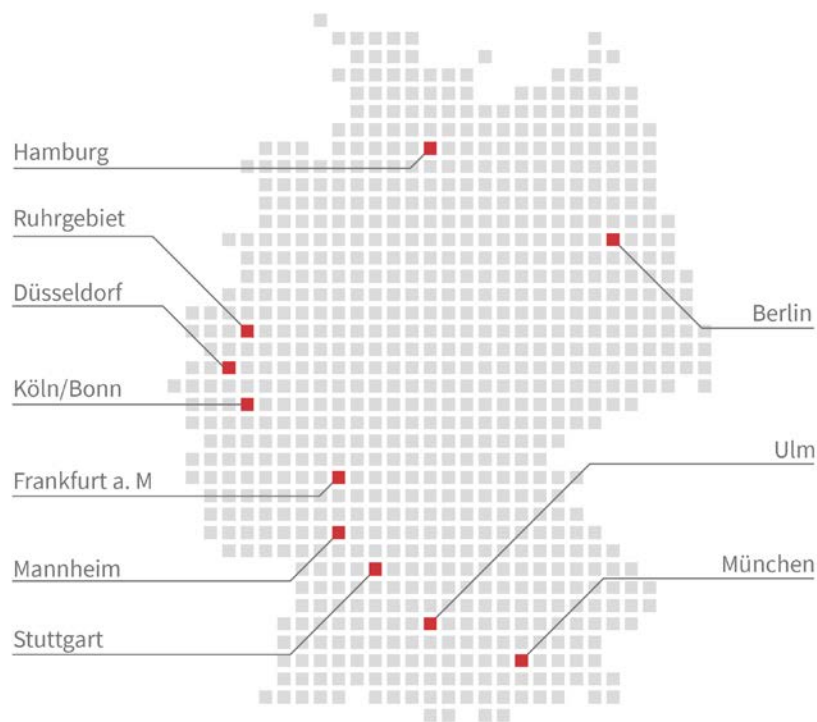 Hamburg
Ruhrgebiet
Düsseldorf
Berlin
Köln/Bonn
Ulm
Frankfurt a. M
Mannheim
München
Stuttgart